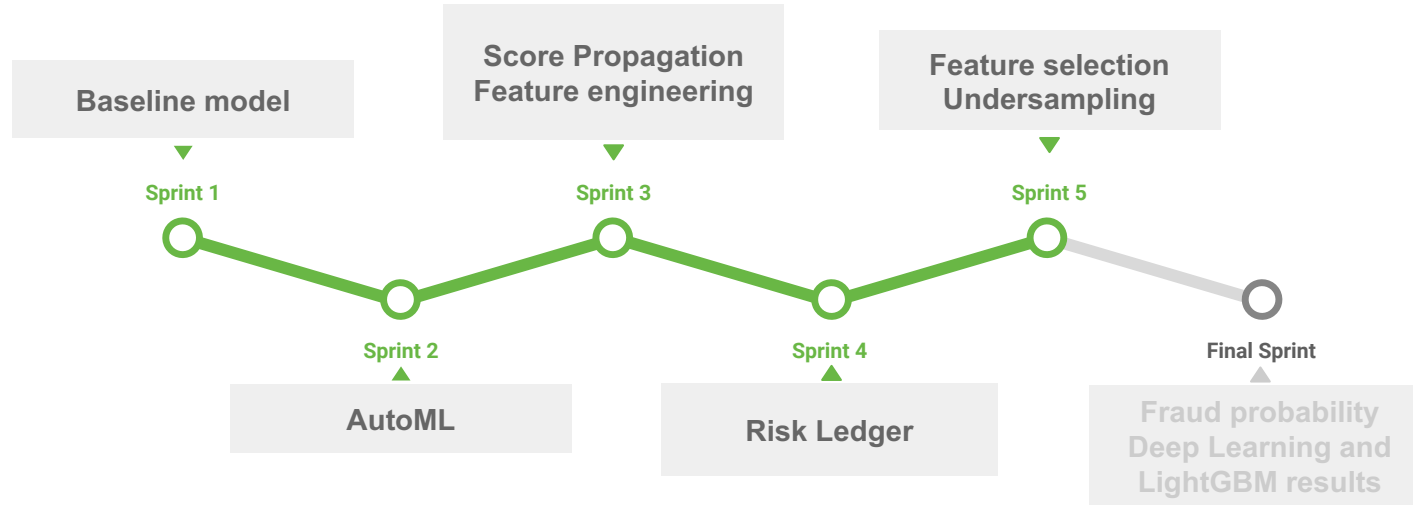 Baseline model
Score Propagation
Feature engineering
Feature selection
Undersampling
Sprint 1
Sprint 3
Sprint 5
Sprint 2
Sprint 4
Final Sprint
AutoML
Risk Ledger
Fraud probability
Deep Learning and
LightGBM results